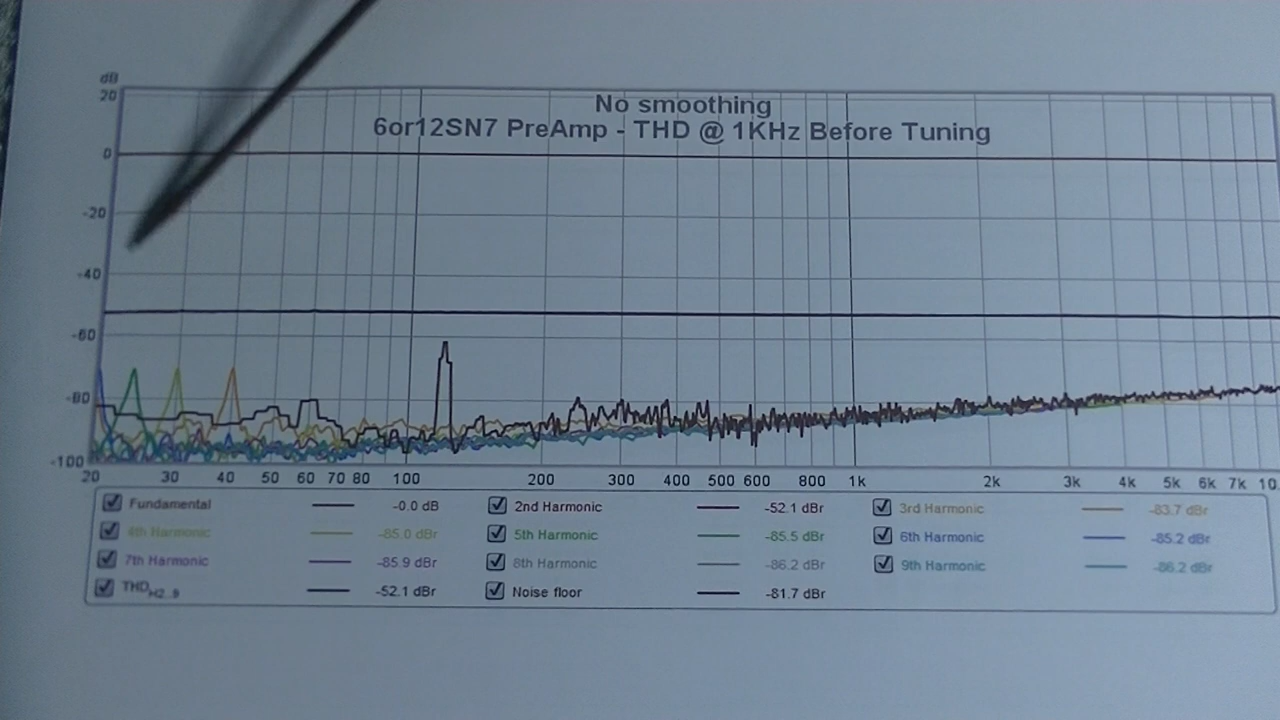 dB
No smoothing
6or12SN7 PreAmp - THD @ 1KHz Before Tuning
20
0
-20
-40
-60
-80
-100
20 30 40 50 60 70 80 100 200 300 400 500 600 800 1k 2k 3k 4k 5k 6k 7k 10
Fundamental -0.0 dB 2nd Harmonic -52.1 dBr 3rd Harmonic -83.7 dBr
4th Harmonic -85.0 dBr 5th Harmonic -85.5 dBr 6th Harmonic -85.2 dBr
7th Harmonic -85.9 dBr 8th Harmonic -86.2 dBr 9th Harmonic -86.2 dBr
THD H2..9 -52.1 dBr Noise floor -81.7 dBr